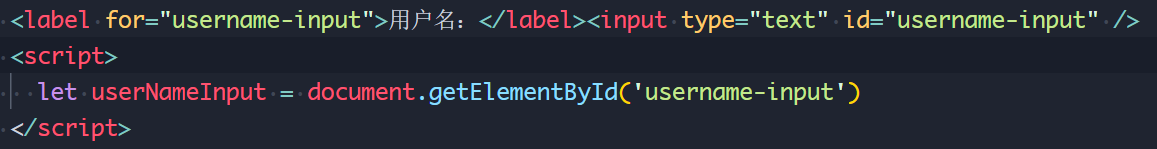 <label for="username-input">用户名：</label><input type="text" id="username-input" />
<script>
let userNameInput = document.getElementById('username-input')
</script>